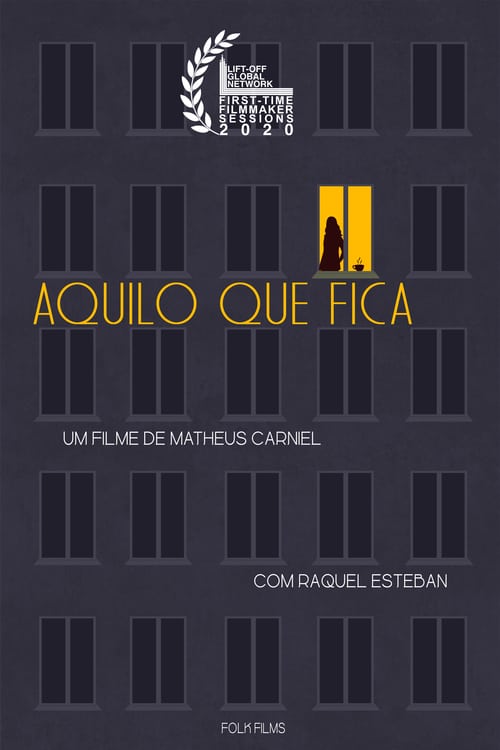 LIFT-OFF
GLOBAL
NETWORK
FIRST-TIME
FILMMAKER
SESSIONS
2020
AQUILO QUE FICA
UM FILME DE MATHEUS CARNIEL
COM RAQUEL ESTEBAN
FOLK FILMS